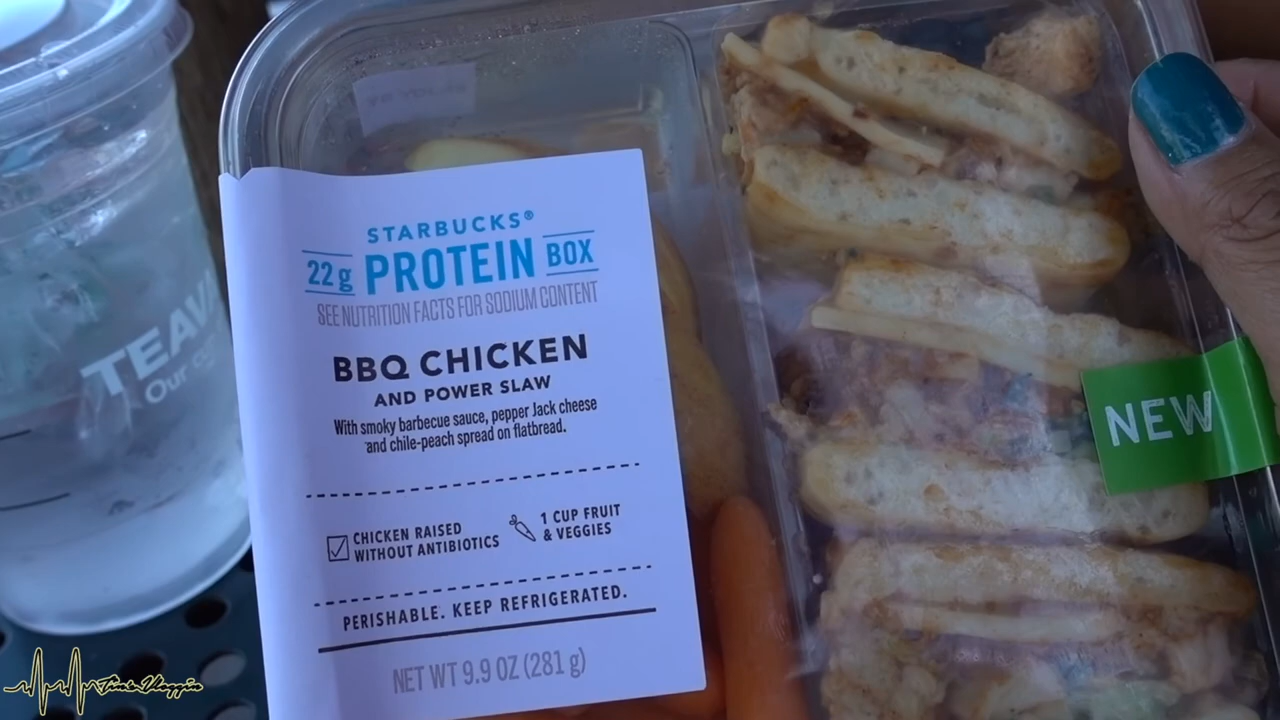 STARBUCKS®
22g PROTEIN BOX
SEE NUTRITION FACTS FOR SODIUM CONTENT
BBQ CHICKEN
AND POWER SLAW
With smoky barbecue sauce, pepper Jack cheese
and chile-peach spread on flatbread.
CHICKEN RAISED
WITHOUT ANTIBIOTICS
1 CUP FRUIT
& VEGGIES
PERISHABLE. KEEP REFRIGERATED.
NET WT 9.9 OZ (281 g)
NEW
TEAV
Our